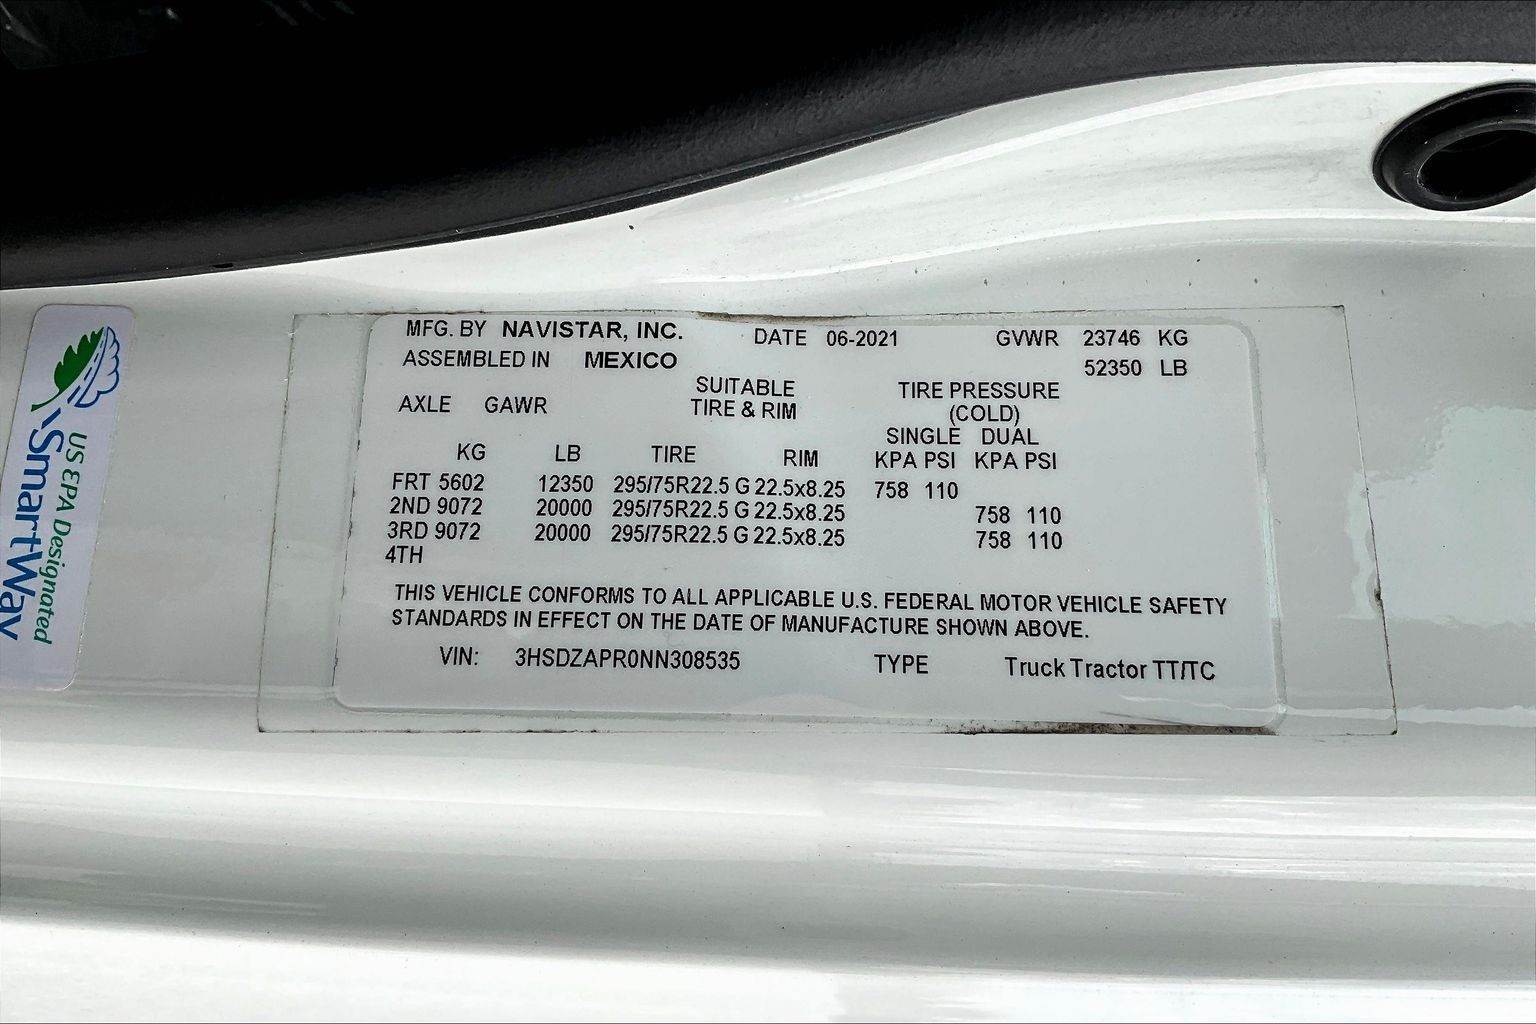 MFG. BY NAVISTAR, INC. DATE 06-2021 GVWR 23746 KG
ASSEMBLED IN MEXICO 52350 LB
SUITABLE TIRE PRESSURE
AXLE GAWR TIRE & RIM (COLD)
SINGLE DUAL
KG LB TIRE RIM KPA PSI KPA PSI
FRT 5602 12350 295/75R22.5 G 22.5x8.25 758 110
2ND 9072 20000 295/75R22.5 G 22.5x8.25 758 110
3RD 9072 20000 295/75R22.5 G 22.5x8.25 758 110
4TH
THIS VEHICLE CONFORMS TO ALL APPLICABLE U.S. FEDERAL MOTOR VEHICLE SAFETY
STANDARDS IN EFFECT ON THE DATE OF MANUFACTURE SHOWN ABOVE.
VIN: 3HSDZAPR0NN308535 TYPE Truck Tractor TT/TC
US EPA Designated
SmartWay